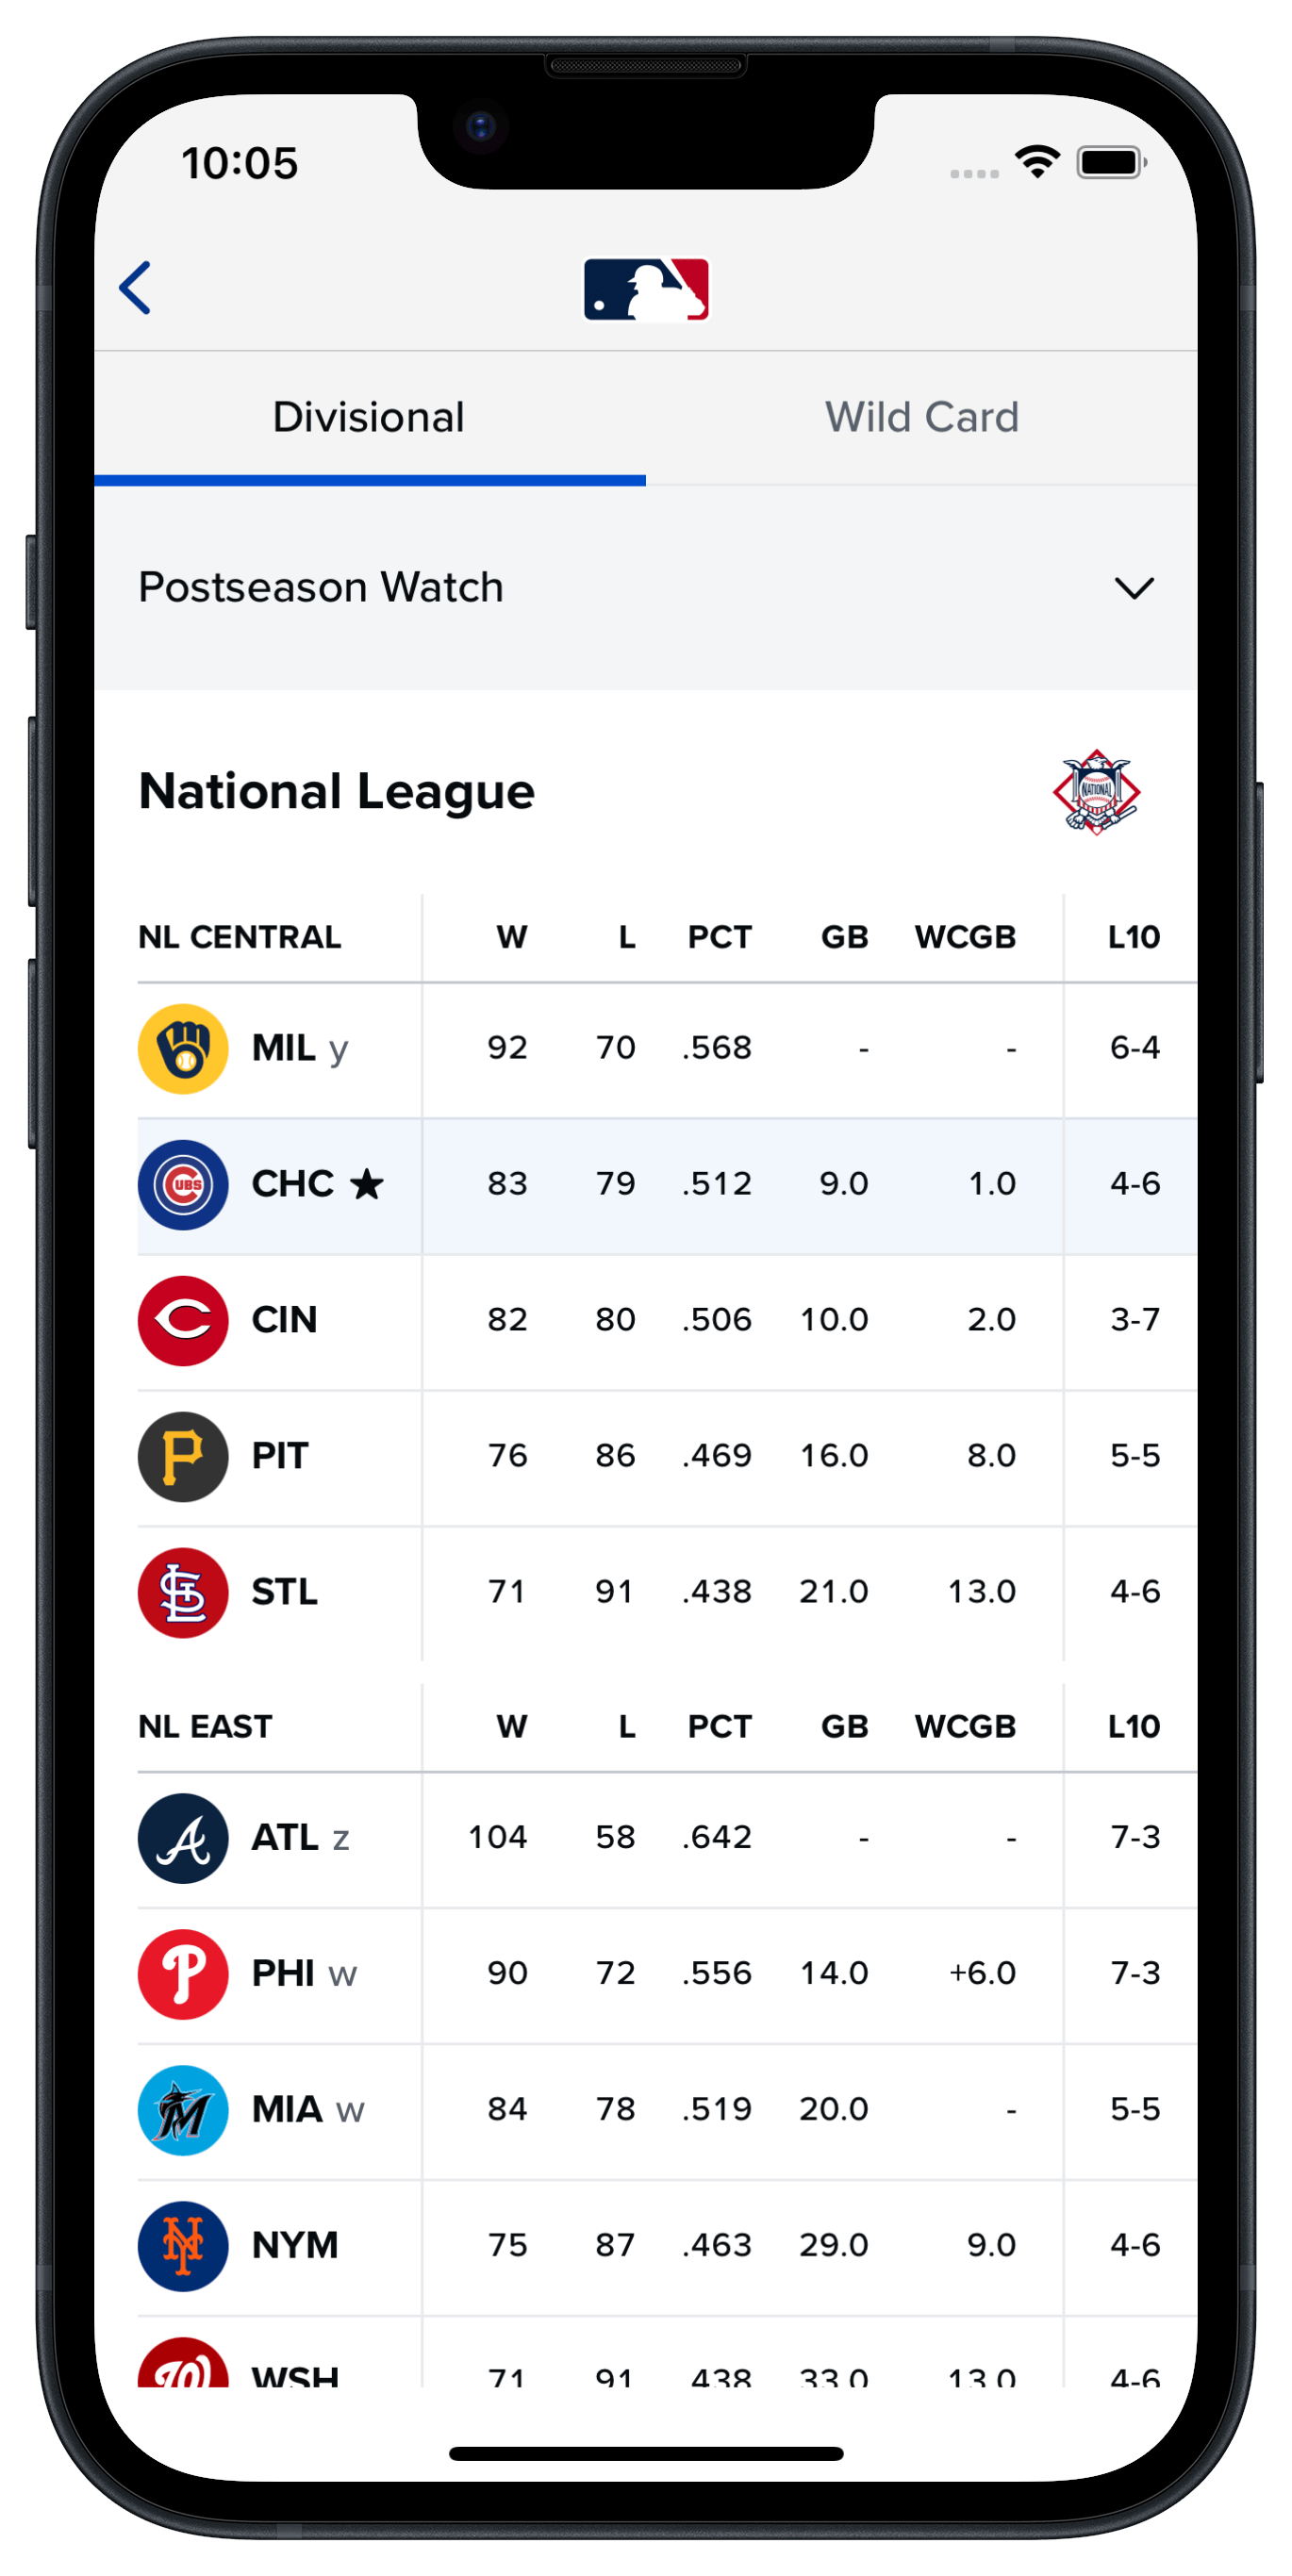 10:05
Divisional Wild Card
Postseason Watch
National League
NATIONAL
NL CENTRAL W L PCT GB WCGB L10
MIL y 92 70 .568 - - 6-4
UBS CHC ★ 83 79 .512 9.0 1.0 4-6
C CIN 82 80 .506 10.0 2.0 3-7
P PIT 76 86 .469 16.0 8.0 5-5
STL STL 71 91 .438 21.0 13.0 4-6
NL EAST W L PCT GB WCGB L10
A ATL z 104 58 .642 - - 7-3
P PHI w 90 72 .556 14.0 +6.0 7-3
M MIA w 84 78 .519 20.0 - 5-5
NY NYM 75 87 .463 29.0 9.0 4-6
W WSH 71 91 .438 33.0 13.0 4-6